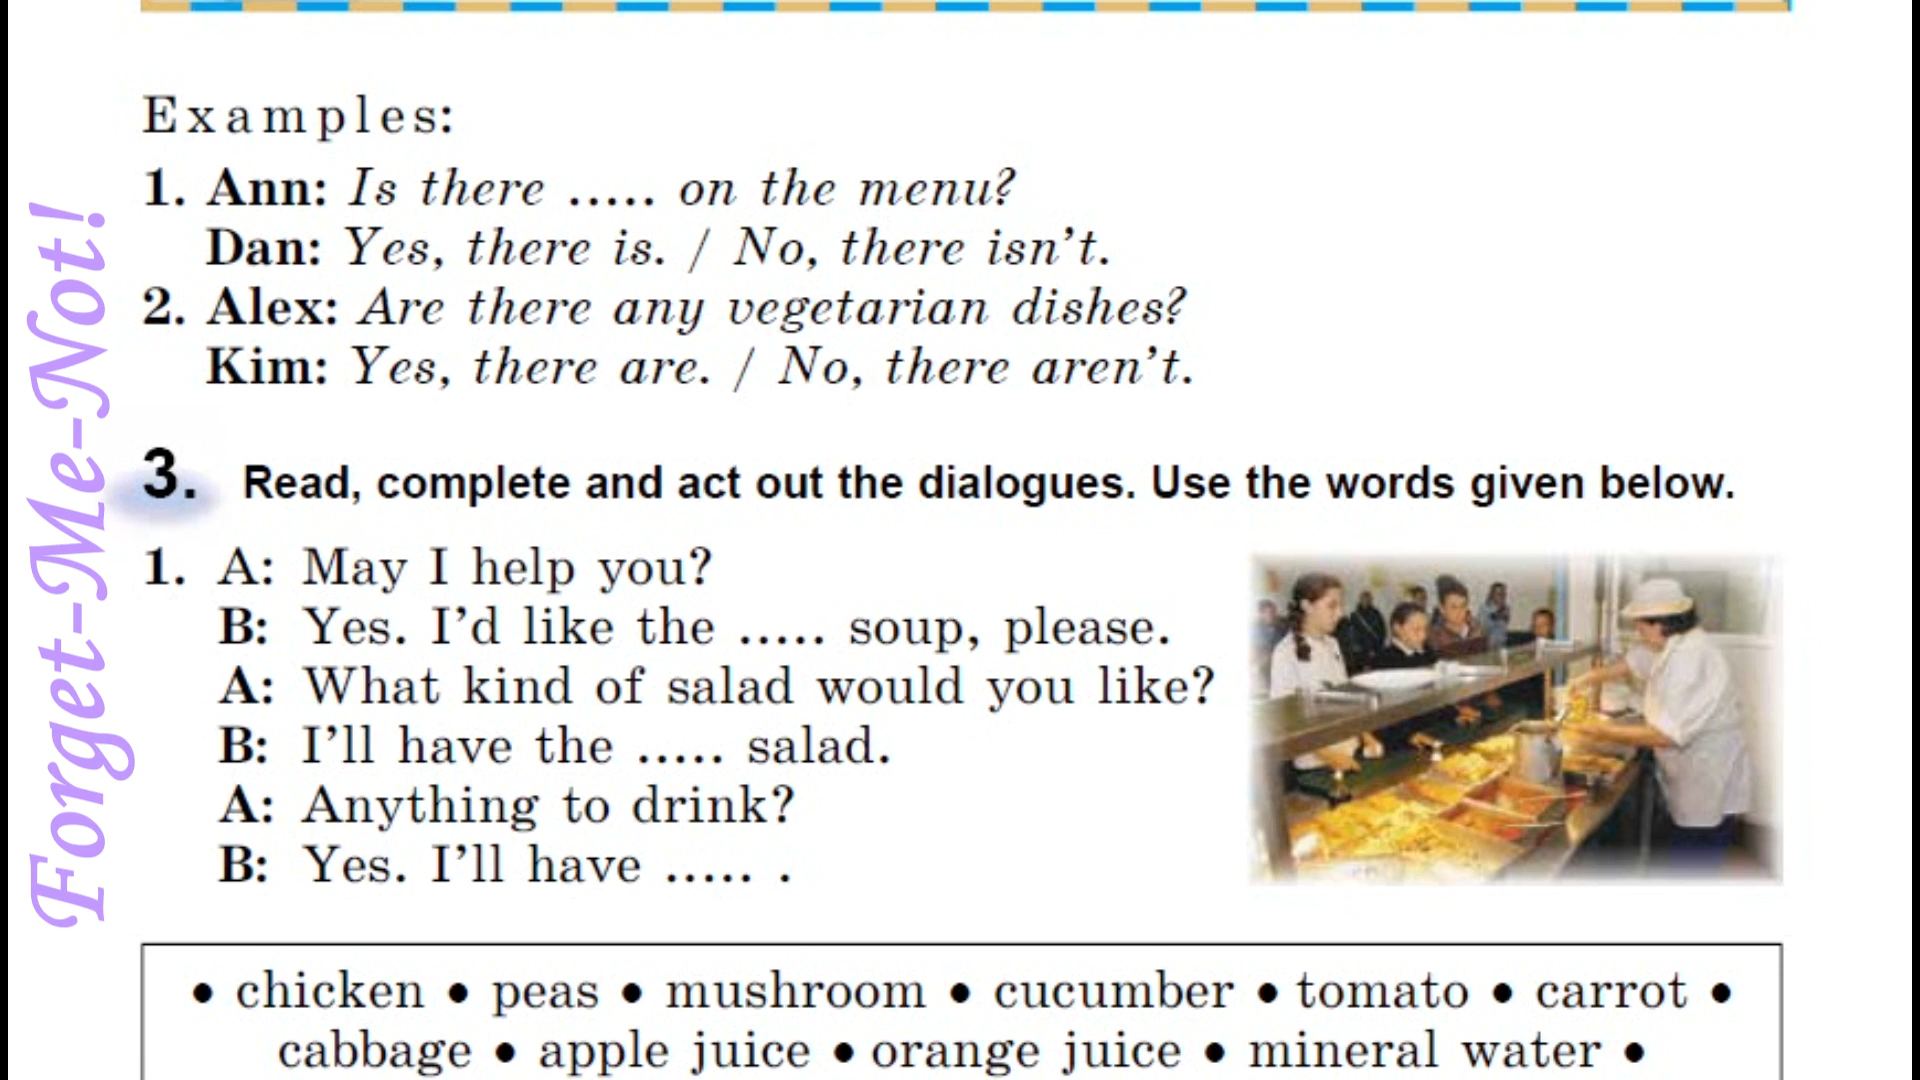 Examples:
1. Ann: Is there ..... on the menu?
Dan: Yes, there is. / No, there isn't.
2. Alex: Are there any vegetarian dishes?
Kim: Yes, there are. / No, there aren't.
3. Read, complete and act out the dialogues. Use the words given below.
1. A: May I help you?
B: Yes. I'd like the ..... soup, please.
A: What kind of salad would you like?
B: I'll have the ..... salad.
A: Anything to drink?
B: Yes. I'll have ..... .
• chicken • peas • mushroom • cucumber • tomato • carrot •
cabbage • apple juice • orange juice • mineral water •
Forget-Me-Not!